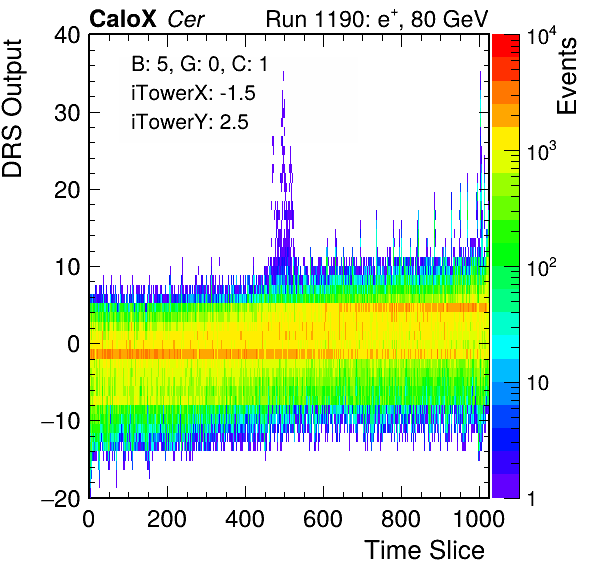 CaloX Cer Run 1190: e+, 80 GeV
B: 5, G: 0, C: 1
iTowerX: -1.5
iTowerY: 2.5
DRS Output
40
30
20
10
0
−10
−20
0 200 400 600 800 1000
Time Slice
10^4
10^3
10^2
10
1
Events